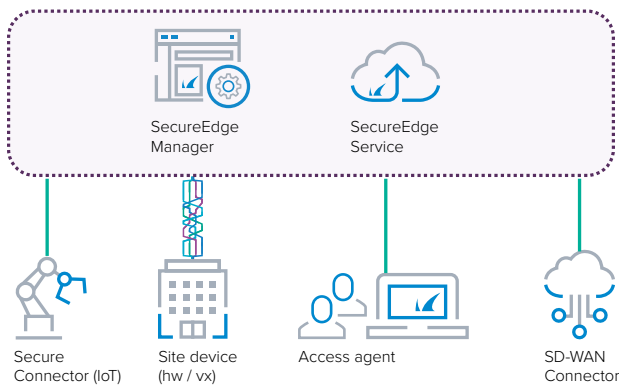 SecureEdge
Manager
SecureEdge
Service
Secure
Connector (IoT)
Site device
(hw / vx)
Access agent
SD-WAN
Connector